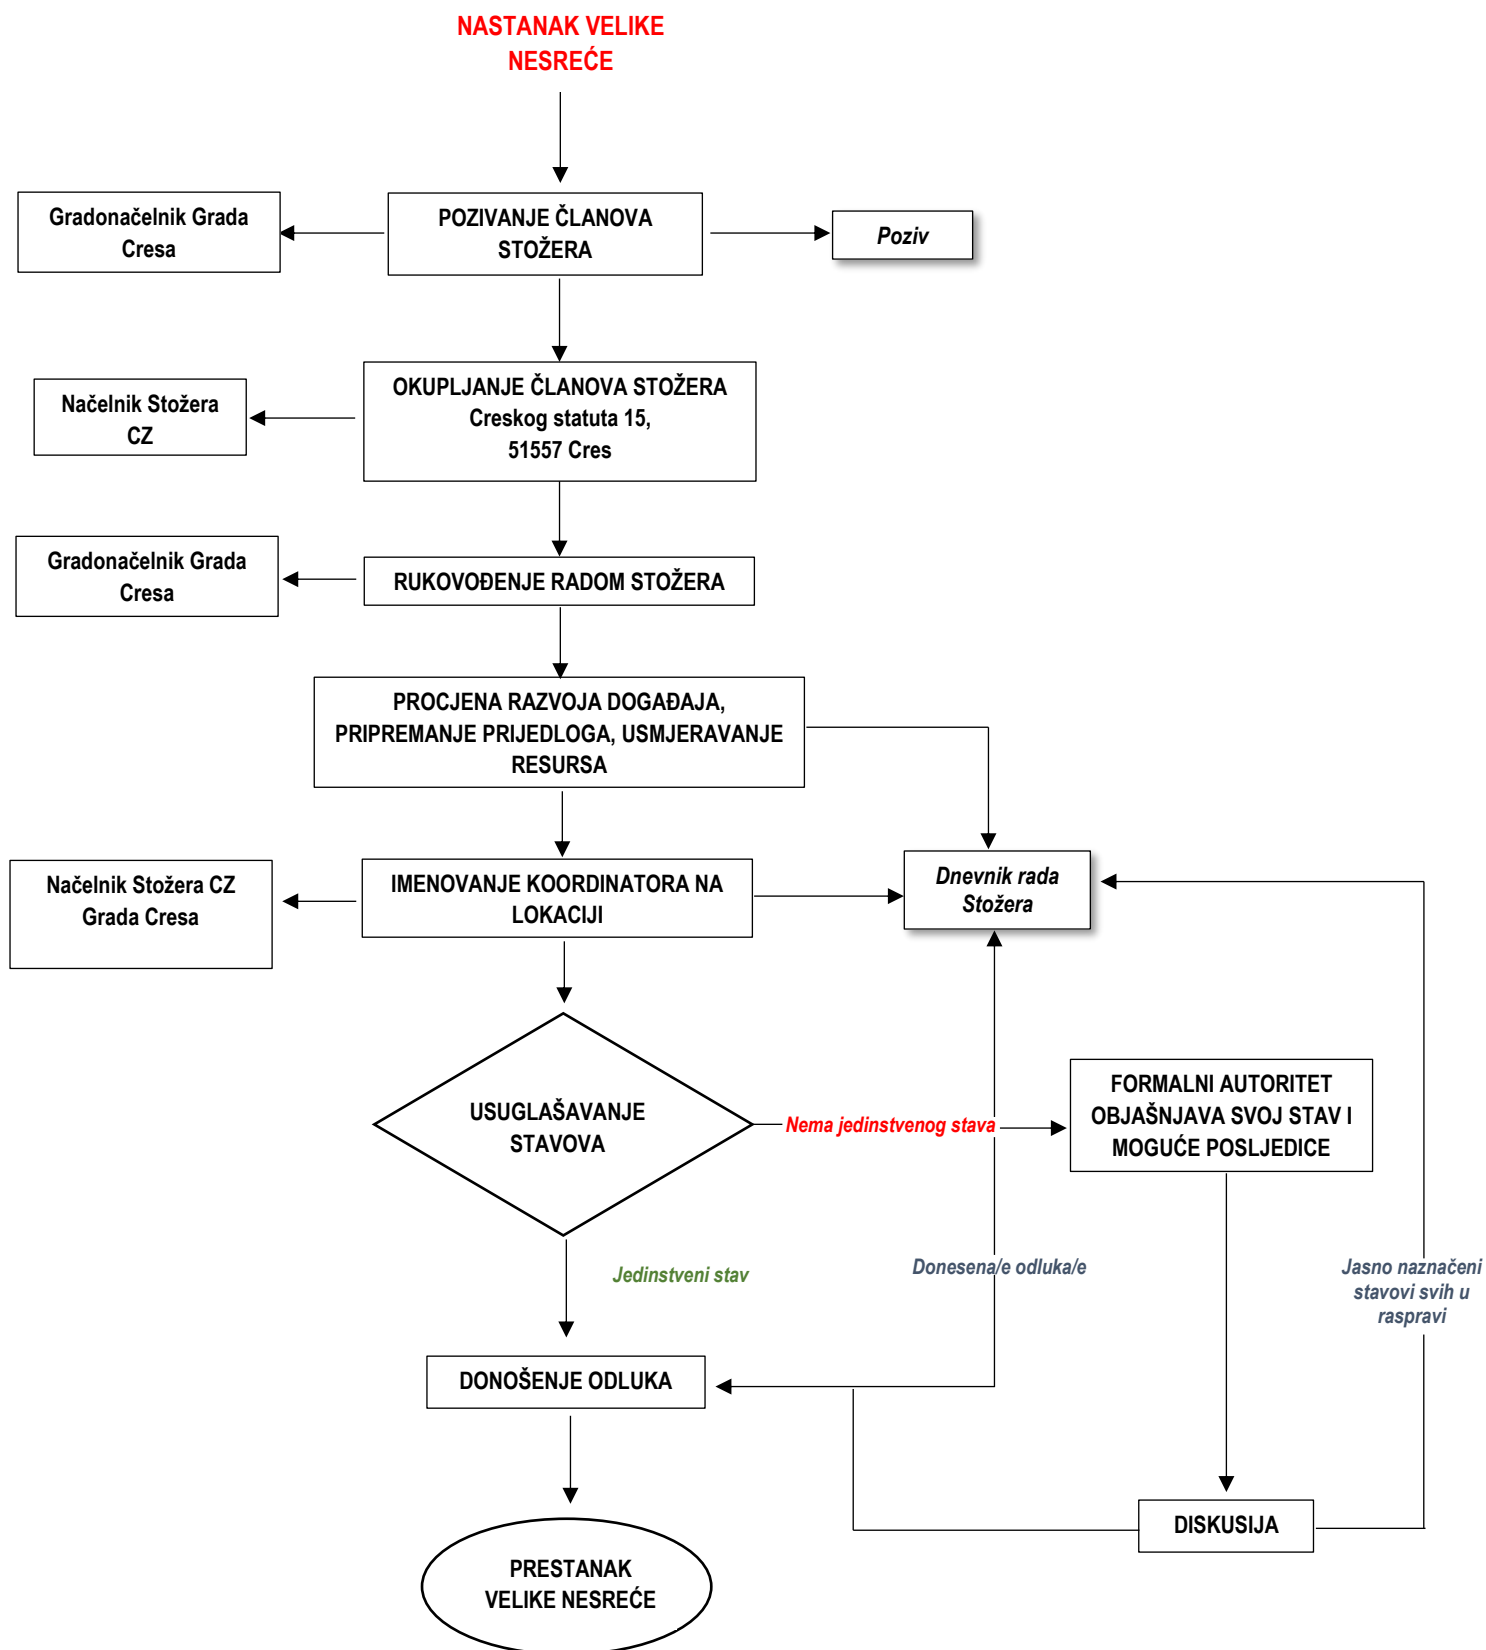 NASTANAK VELIKE
NESREĆE
Gradonačelnik Grada
Cresa
POZIVANJE ČLANOVA
STOŽERA
Poziv
Načelnik Stožera
CZ
OKUPLJANJE ČLANOVA STOŽERA
Creskog statuta 15,
51557 Cres
Gradonačelnik Grada
Cresa
RUKOVOĐENJE RADOM STOŽERA
PROCJENA RAZVOJA DOGAĐAJA,
PRIPREMANJE PRIJEDLOGA, USMJERAVANJE
RESURSA
Načelnik Stožera CZ
Grada Cresa
IMENOVANJE KOORDINATORA NA
LOKACIJI
Dnevnik rada
Stožera
USUGLAŠAVANJE
STAVOVA
Nema jedinstvenog stava
FORMALNI AUTORITET
OBJAŠNJAVA SVOJ STAV I
MOGUĆE POSLJEDICE
Jedinstveni stav
Donesena/e odluka/e
Jasno naznačeni
stavovi svih u
raspravi
DONOŠENJE ODLUKA
DISKUSIJA
PRESTANAK
VELIKE NESREĆE